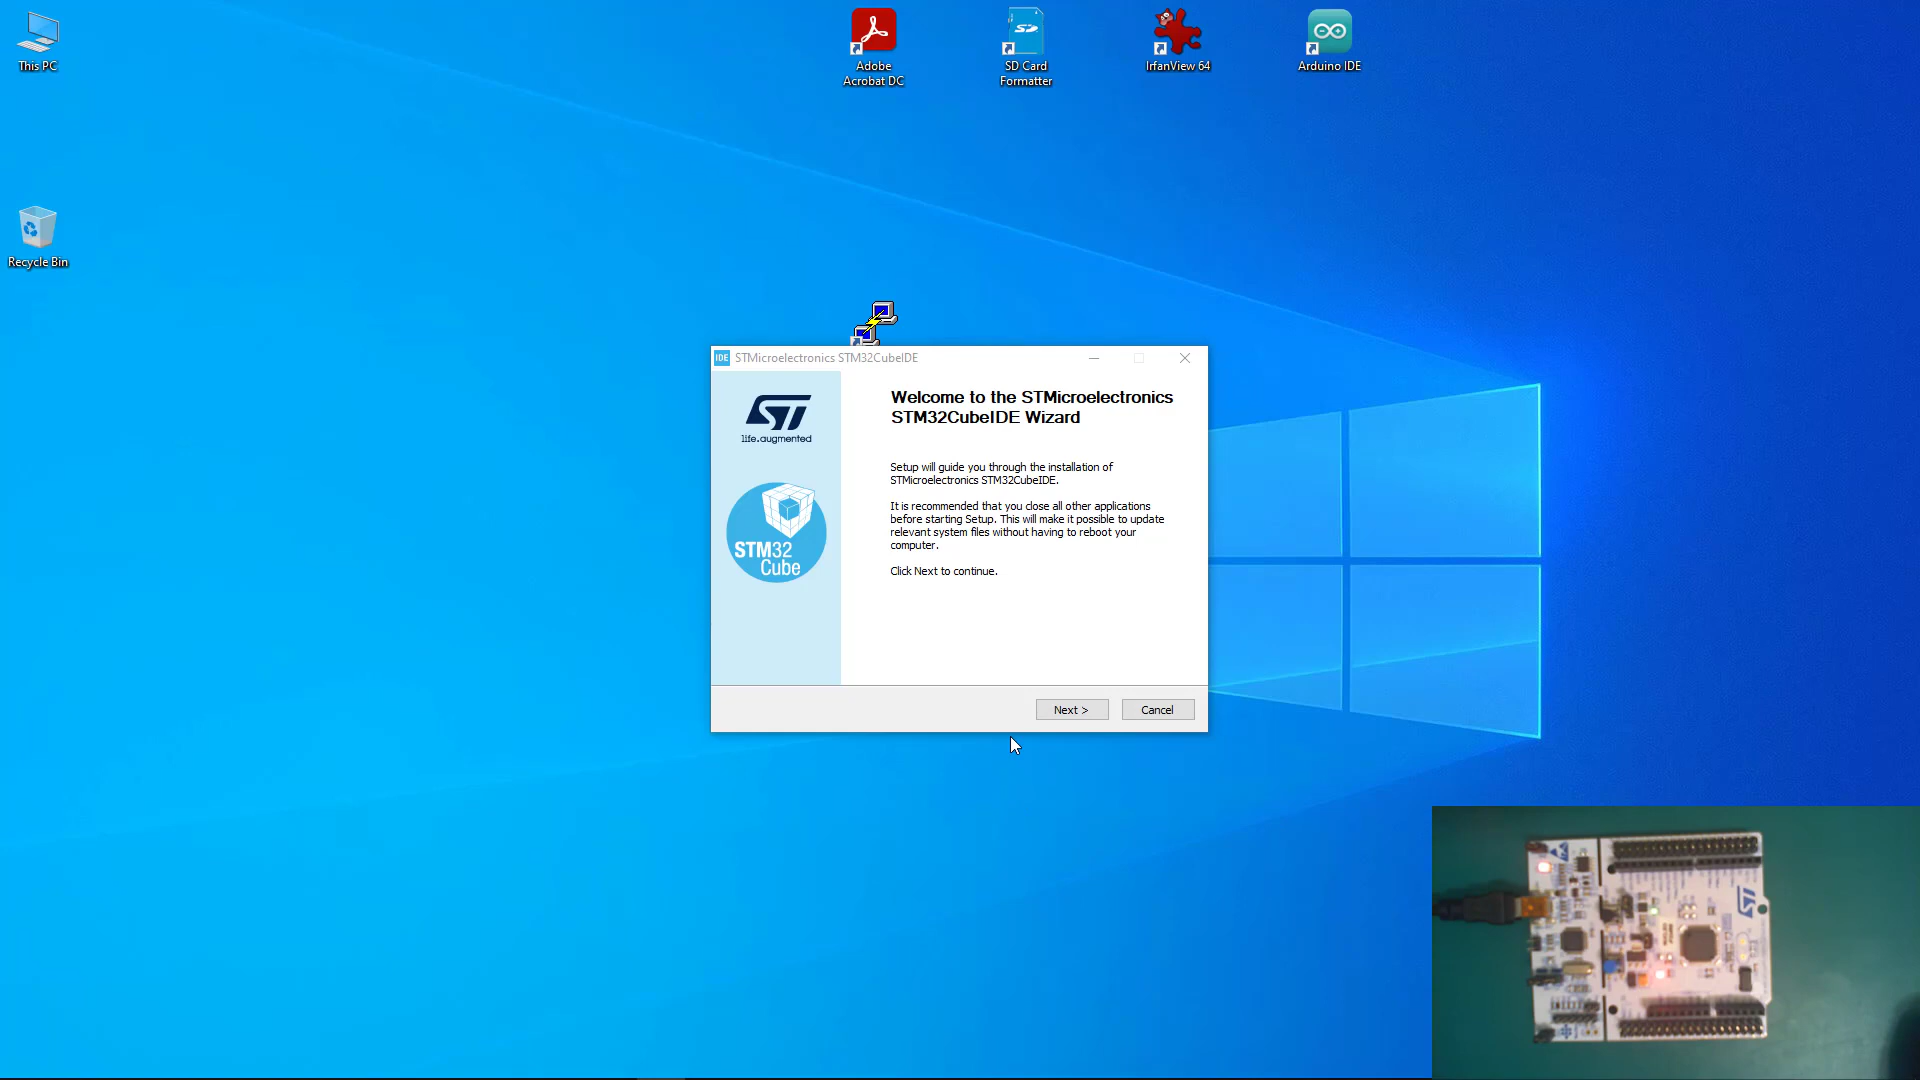 This PC
Adobe
Acrobat DC
SD
SD Card
Formatter
IrfanView 64
Arduino IDE
Recycle Bin
IDE STMicroelectronics STM32CubeIDE
ST
life.augmented
STM32
Cube
Welcome to the STMicroelectronics
STM32CubeIDE Wizard
Setup will guide you through the installation of
STMicroelectronics STM32CubeIDE.
It is recommended that you close all other applications
before starting Setup. This will make it possible to update
relevant system files without having to reboot your
computer.
Click Next to continue.
Next >
Cancel
ST